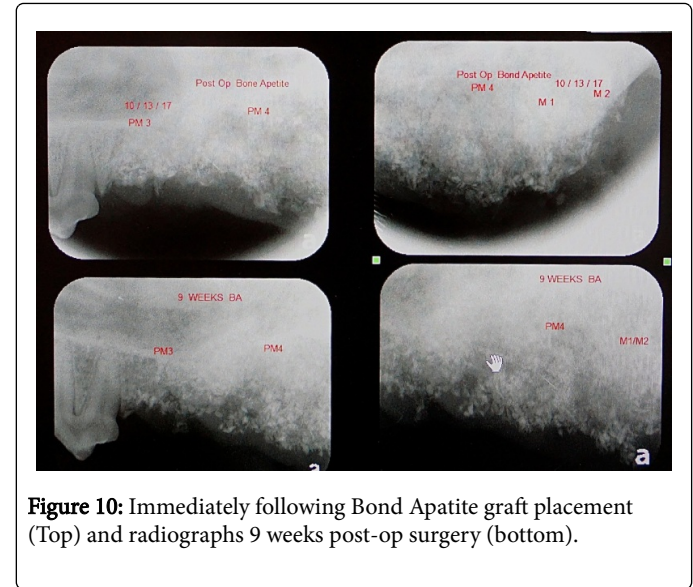 Post Op Bone Apetite
10 / 13 / 17
PM 3
PM 4
Post Op Bond Apetite
PM 4
10 / 13 / 17
M 2
M 1
9 WEEKS BA
PM3
PM4
a
9 WEEKS BA
PM4
M1/M2
a
Figure 10: Immediately following Bond Apatite graft placement
(Top) and radiographs 9 weeks post-op surgery (bottom).